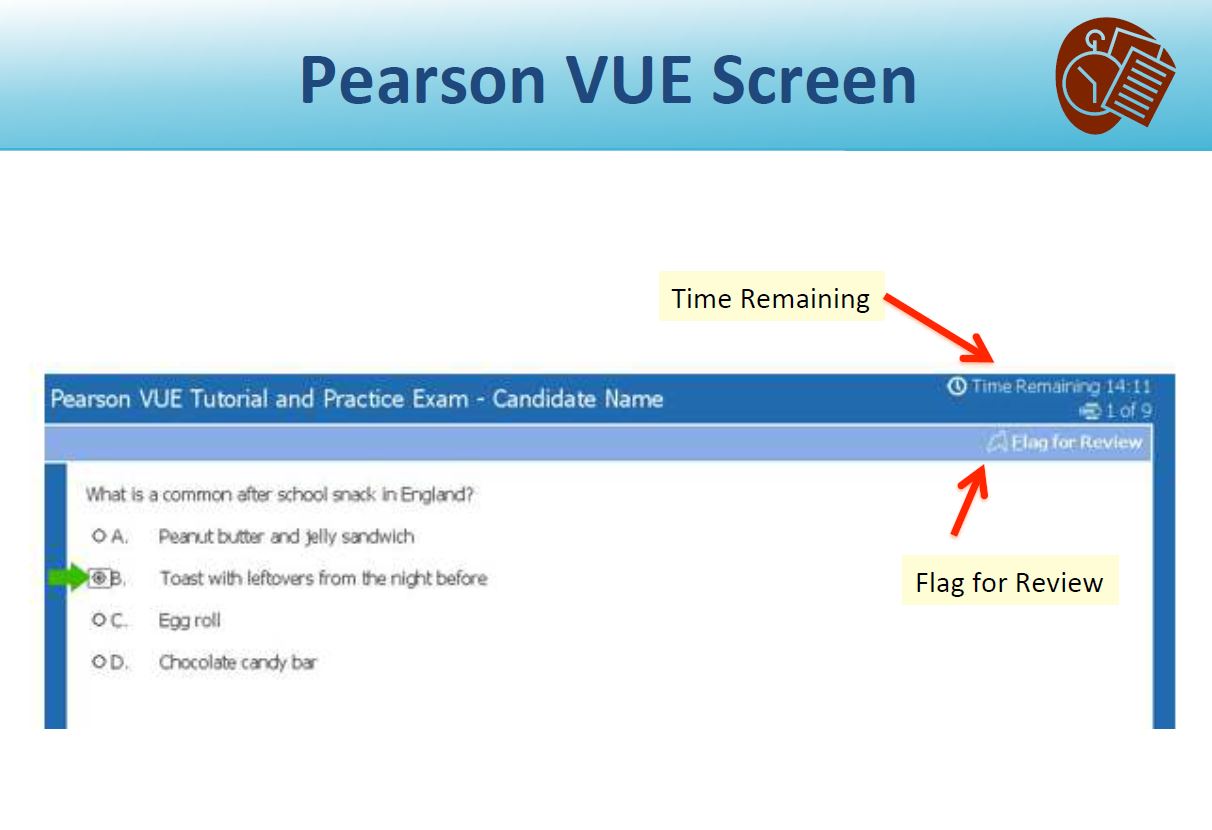 Pearson VUE Screen
Time Remaining
Pearson VUE Tutorial and Practice Exam - Candidate Name
Time Remaining 14:11
1 of 9
Flag for Review
What is a common after school snack in England?
A. Peanut butter and jelly sandwich
B. Toast with leftovers from the night before
Flag for Review
C. Egg roll
D. Chocolate candy bar